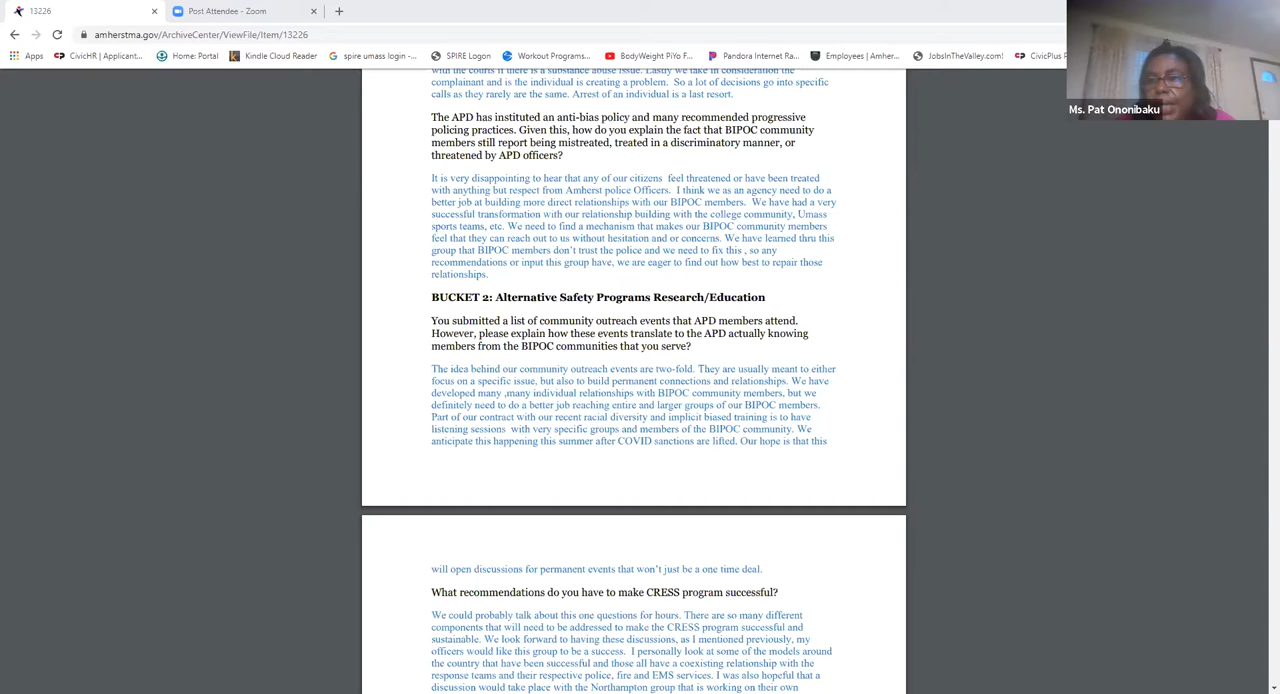 13226
Post Attendee - Zoom
amherstma.gov/ArchiveCenter/ViewFile/Item/13226
Apps CivicHR | Applicant... Home: Portal Kindle Cloud Reader spire umass login -... SPIRE Logon Workout Programs... BodyWeight PiYo F... Pandora Internet Ra... Employees | Amher... JobsInTheValley.com! CivicPlus P
Ms. Pat Ononibaku
with the courts if there is a substance abuse issue. Lastly we take in consideration the
complainant and is the individual is creating a problem. So a lot of decisions go into specific
calls as they rarely are the same. Arrest of an individual is a last resort.
The APD has instituted an anti-bias policy and many recommended progressive
policing practices. Given this, how do you explain the fact that BIPOC community
members still report being mistreated, treated in a discriminatory manner, or
threatened by APD officers?
It is very disappointing to hear that any of our citizens feel threatened or have been treated
with anything but respect from Amherst police Officers. I think we as an agency need to do a
better job at building more direct relationships with our BIPOC members. We have had a very
successful transformation with our relationship building with the college community, Umass
sports teams, etc. We need to find a mechanism that makes our BIPOC community members
feel that they can reach out to us without hesitation and or concerns. We have learned thru this
group that BIPOC members don't trust the police and we need to fix this , so any
recommendations or input this group have, we are eager to find out how best to repair those
relationships.
BUCKET 2: Alternative Safety Programs Research/Education
You submitted a list of community outreach events that APD members attend.
However, please explain how these events translate to the APD actually knowing
members from the BIPOC communities that you serve?
The idea behind our community outreach events are two-fold. They are usually meant to either
focus on a specific issue, but also to build permanent connections and relationships. We have
developed many ,many individual relationships with BIPOC community members, but we
definitely need to do a better job reaching entire and larger groups of our BIPOC members.
Part of our contract with our recent racial diversity and implicit biased training is to have
listening sessions with very specific groups and members of the BIPOC community. We
anticipate this happening this summer after COVID sanctions are lifted. Our hope is that this
will open discussions for permanent events that won't just be a one time deal.
What recommendations do you have to make CRESS program successful?
We could probably talk about this one questions for hours. There are so many different
components that will need to be addressed to make the CRESS program successful and
sustainable. We look forward to having these discussions, as I mentioned previously, my
officers would like this group to be a success. I personally look at some of the models around
the country that have been successful and those all have a coexisting relationship with the
response teams and their respective police, fire and EMS services. I was also hopeful that a
discussion would take place with the Northampton group that is working on their own